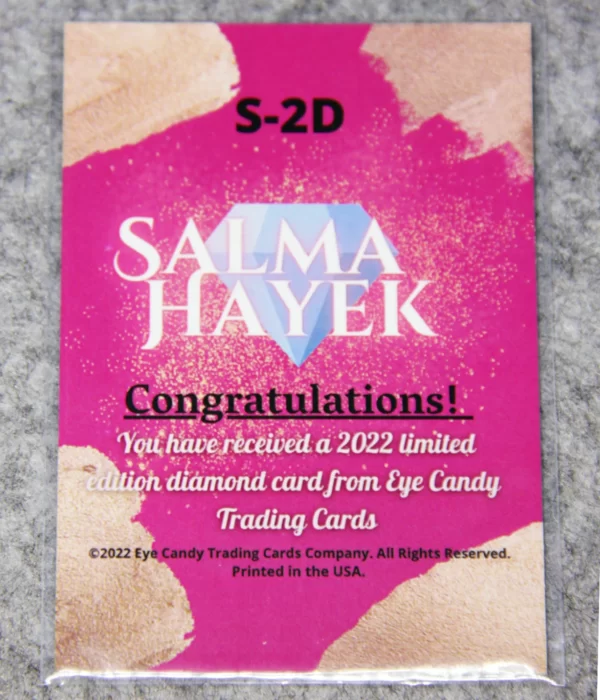 S-2D
SALMA
HAYEK
Congratulations!
You have received a 2022 limited
edition diamond card from Eye Candy
Trading Cards
©2022 Eye Candy Trading Cards Company. All Rights Reserved.
Printed in the USA.